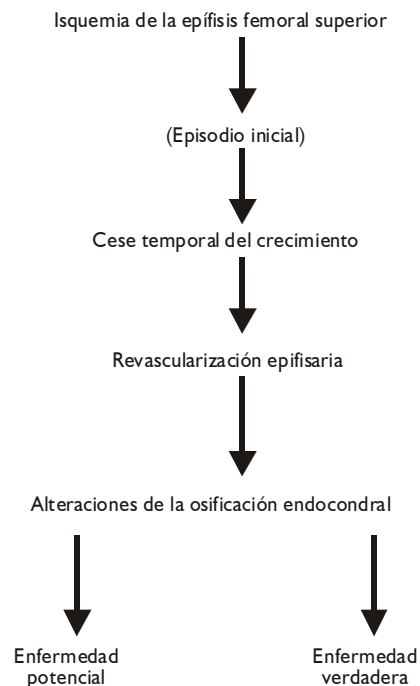 Isquemia de la epífisis femoral superior
(Episodio inicial)
Cese temporal del crecimiento
Revascularización epifisaria
Alteraciones de la osificación endocondral
Enfermedad
potencial
Enfermedad
verdadera